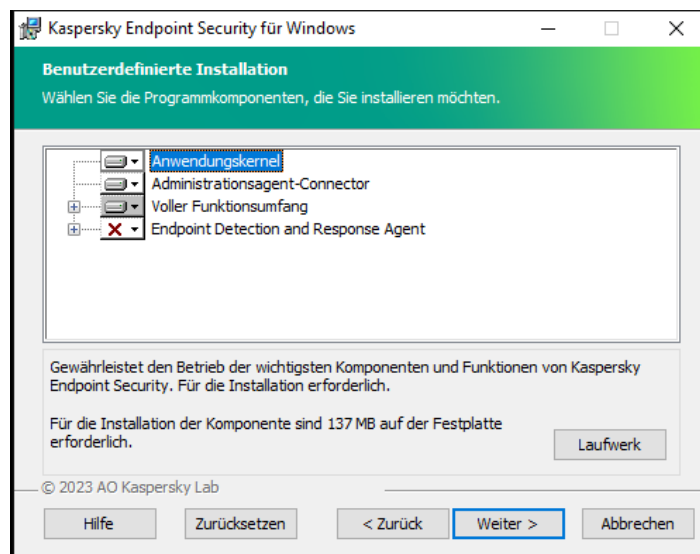 Kaspersky Endpoint Security für Windows
Benutzerdefinierte Installation
Wählen Sie die Programmkomponenten, die Sie installieren möchten.
Anwendungskernel
Administrationsagent-Connector
Voller Funktionsumfang
Endpoint Detection and Response Agent
Gewährleistet den Betrieb der wichtigsten Komponenten und Funktionen von Kaspersky
Endpoint Security. Für die Installation erforderlich.
Für die Installation der Komponente sind 137 MB auf der Festplatte
erforderlich.
Laufwerk
© 2023 AO Kaspersky Lab
Hilfe
Zurücksetzen
< Zurück
Weiter >
Abbrechen